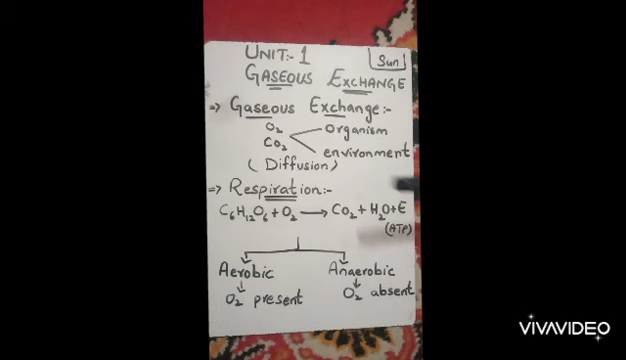 UNIT:- 1
Sun
GASEOUS EXCHANGE
=> Gaseous Exchange:-
O2 Organism
CO2
environment
( Diffusion )
=> Respiration:-
C6H12O6 + O2 → CO2 + H2O + E
(ATP)
Aerobic Anaerobic
↓ ↓
O2 present O2 absent
VIVAVIDEO